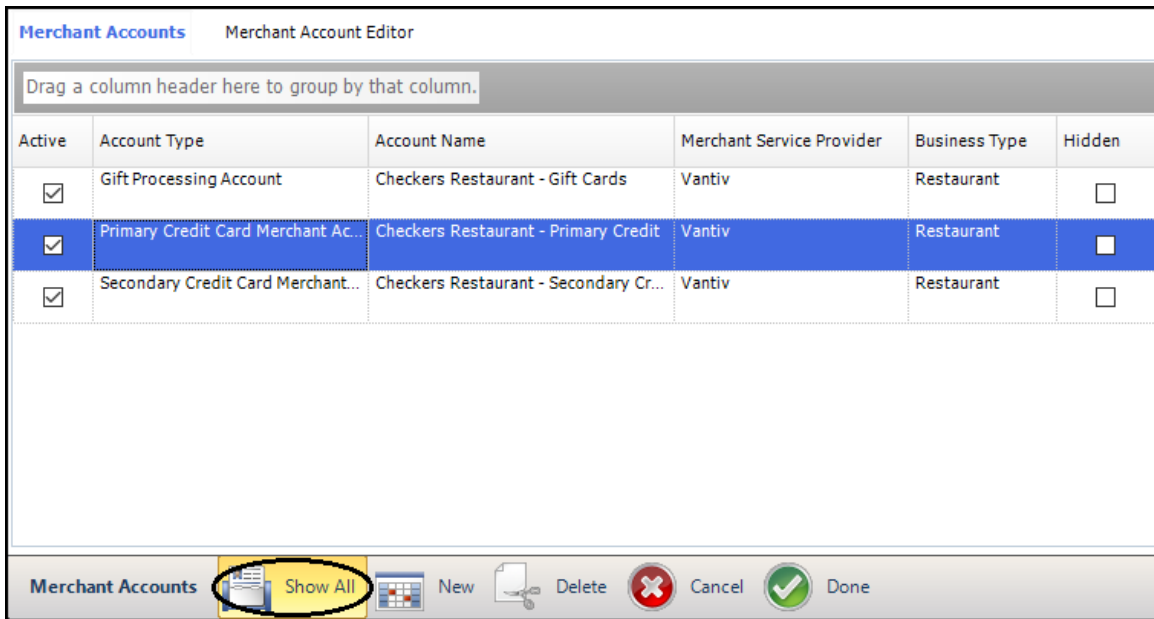 Merchant Accounts Merchant Account Editor
Drag a column header here to group by that column.
Active Account Type Account Name Merchant Service Provider Business Type Hidden
Gift Processing Account Checkers Restaurant - Gift Cards Vantiv Restaurant
Primary Credit Card Merchant Ac... Checkers Restaurant - Primary Credit Vantiv Restaurant
Secondary Credit Card Merchant... Checkers Restaurant - Secondary Cr... Vantiv Restaurant
Merchant Accounts Show All New Delete Cancel Done